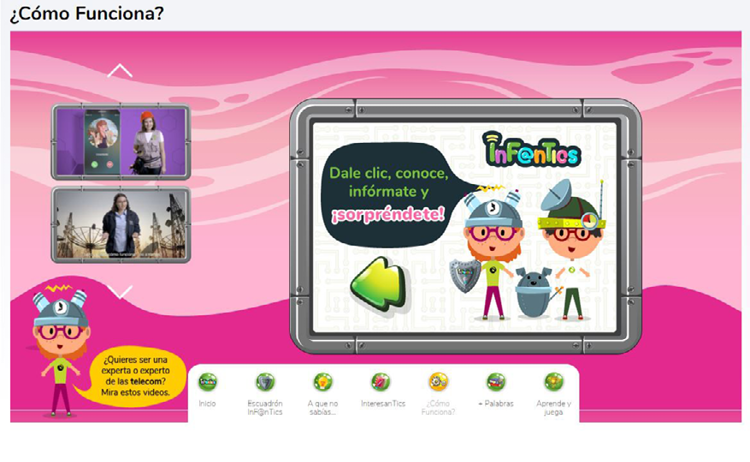 ¿Cómo Funciona?
InF@nTics
Dale clic, conoce,
infórmate y
¡sorpréndete!
¿Quieres ser una
experta o experto
de las telecom?
Mira estos videos.
Inicio
Escuadrón
InF@nTics
A que no
sabías...
InteresanTics
¿Cómo
Funciona?
+ Palabras
Aprende y
juega